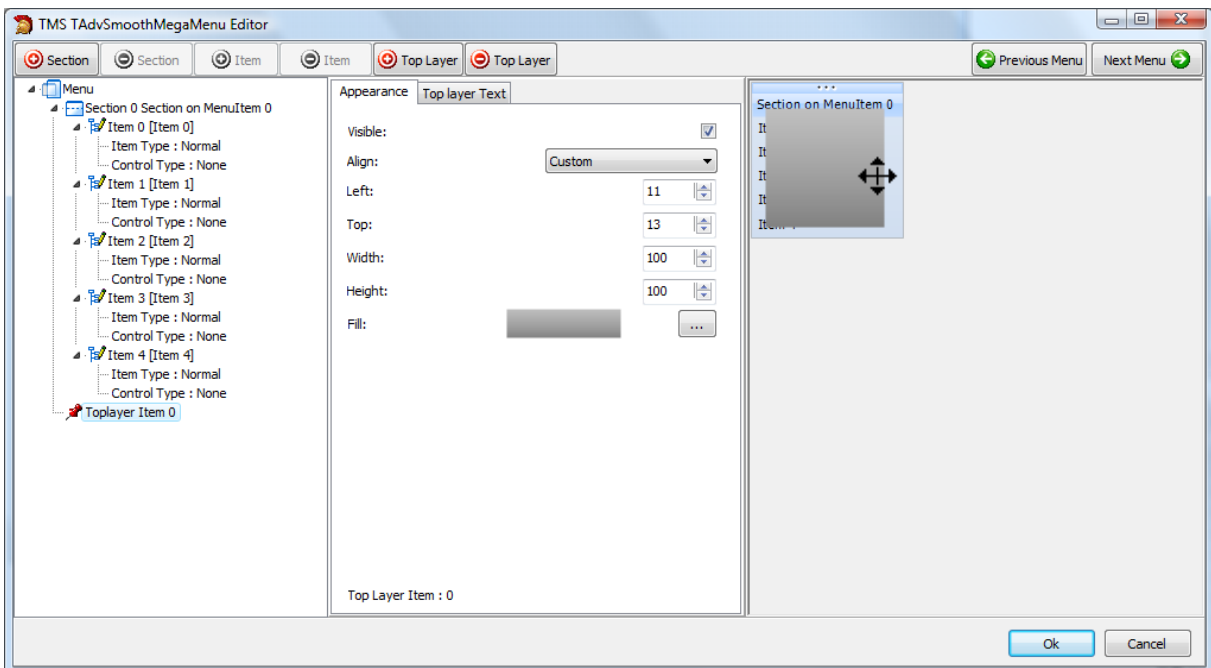 TMS TAdvSmoothMegaMenu Editor
Section Section Item Item Top Layer Top Layer Previous Menu Next Menu
Menu
Section 0 Section on MenuItem 0
Item 0 [Item 0]
Item Type : Normal
Control Type : None
Item 1 [Item 1]
Item Type : Normal
Control Type : None
Item 2 [Item 2]
Item Type : Normal
Control Type : None
Item 3 [Item 3]
Item Type : Normal
Control Type : None
Item 4 [Item 4]
Item Type : Normal
Control Type : None
Toplayer Item 0
Appearance Top layer Text
Visible:
Align: Custom
Left: 11
Top: 13
Width: 100
Height: 100
Fill: ...
Top Layer Item : 0
Section on MenuItem 0
It
It
It
It
Ok Cancel